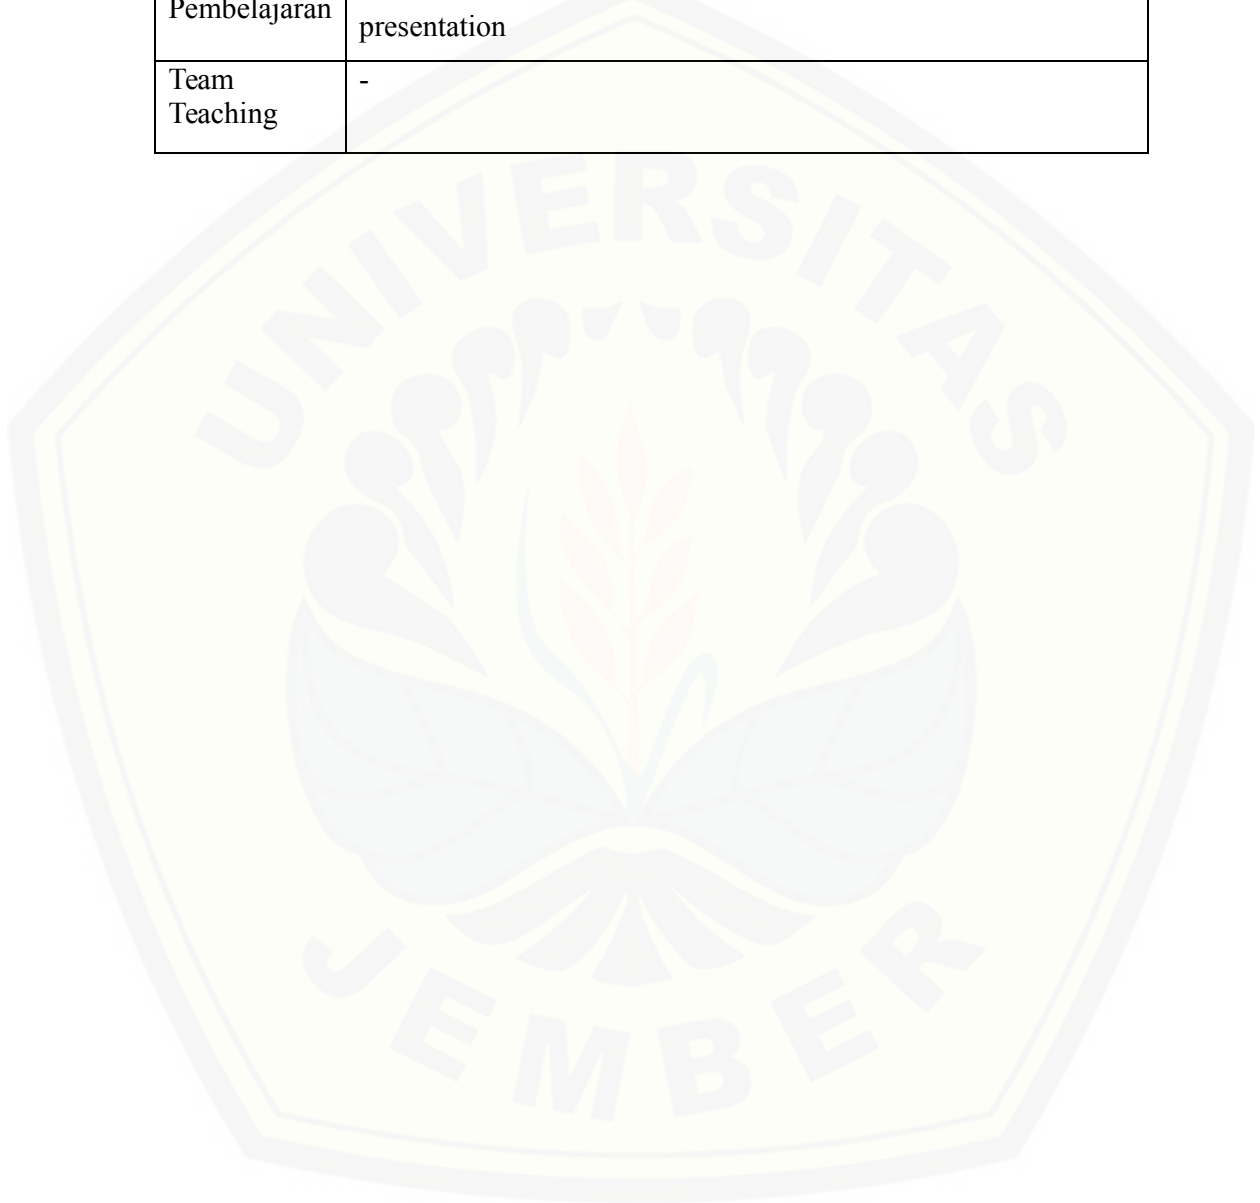 Pembelajaran
presentation
Team
Teaching
-
UNIVERSITAS
JEMBER